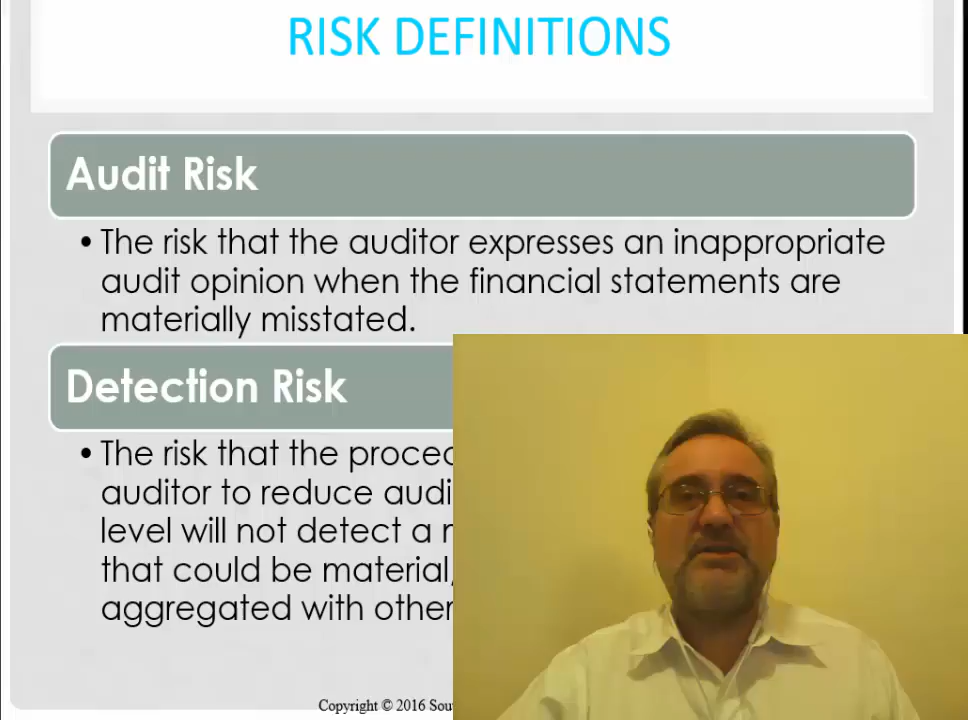 RISK DEFINITIONS
Audit Risk
• The risk that the auditor expresses an inappropriate
audit opinion when the financial statements are
materially misstated.
Detection Risk
• The risk that the
auditor to reduce
level will not detect a
that could be material,
aggregated with other
Copyright © 2016